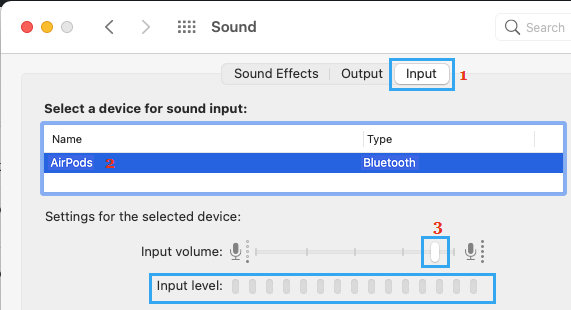 Sound
Search
Sound Effects Output Input 1
Select a device for sound input:
Name Type
AirPods 2 Bluetooth
Settings for the selected device:
3
Input volume:
Input level: